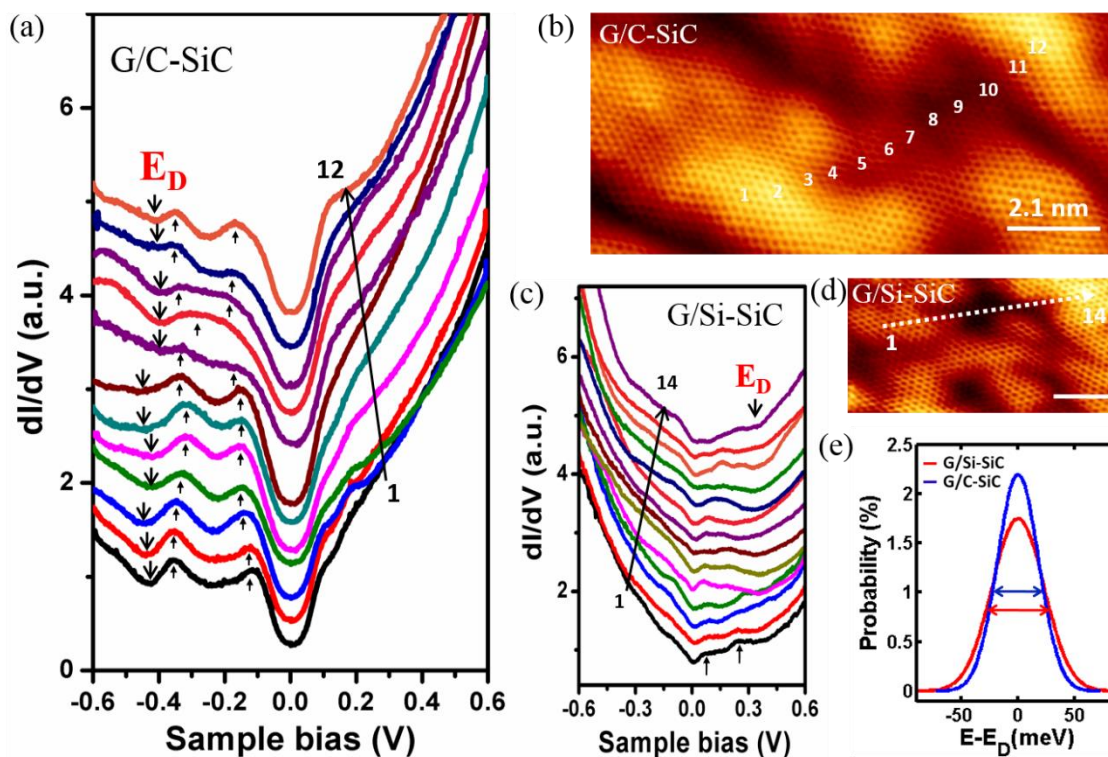 (a)
G/C-SiC
E_D
12
1
dI/dV (a.u.)
6
4
2
0
-0.6 -0.4 -0.2 0.0 0.2 0.4 0.6
Sample bias (V)
(b)
G/C-SiC
1 2 3 4 5 6 7 8 9 10 11 12
2.1 nm
(c)
G/Si-SiC
E_D
14
1
dI/dV (a.u.)
6
4
2
-0.6 -0.3 0.0 0.3 0.6
Sample bias (V)
(d)
G/Si-SiC
1
14
(e)
G/Si-SiC
G/C-SiC
Probability (%)
2.5
2
1.5
1
0.5
0
-50 0 50
E-E_D(meV)